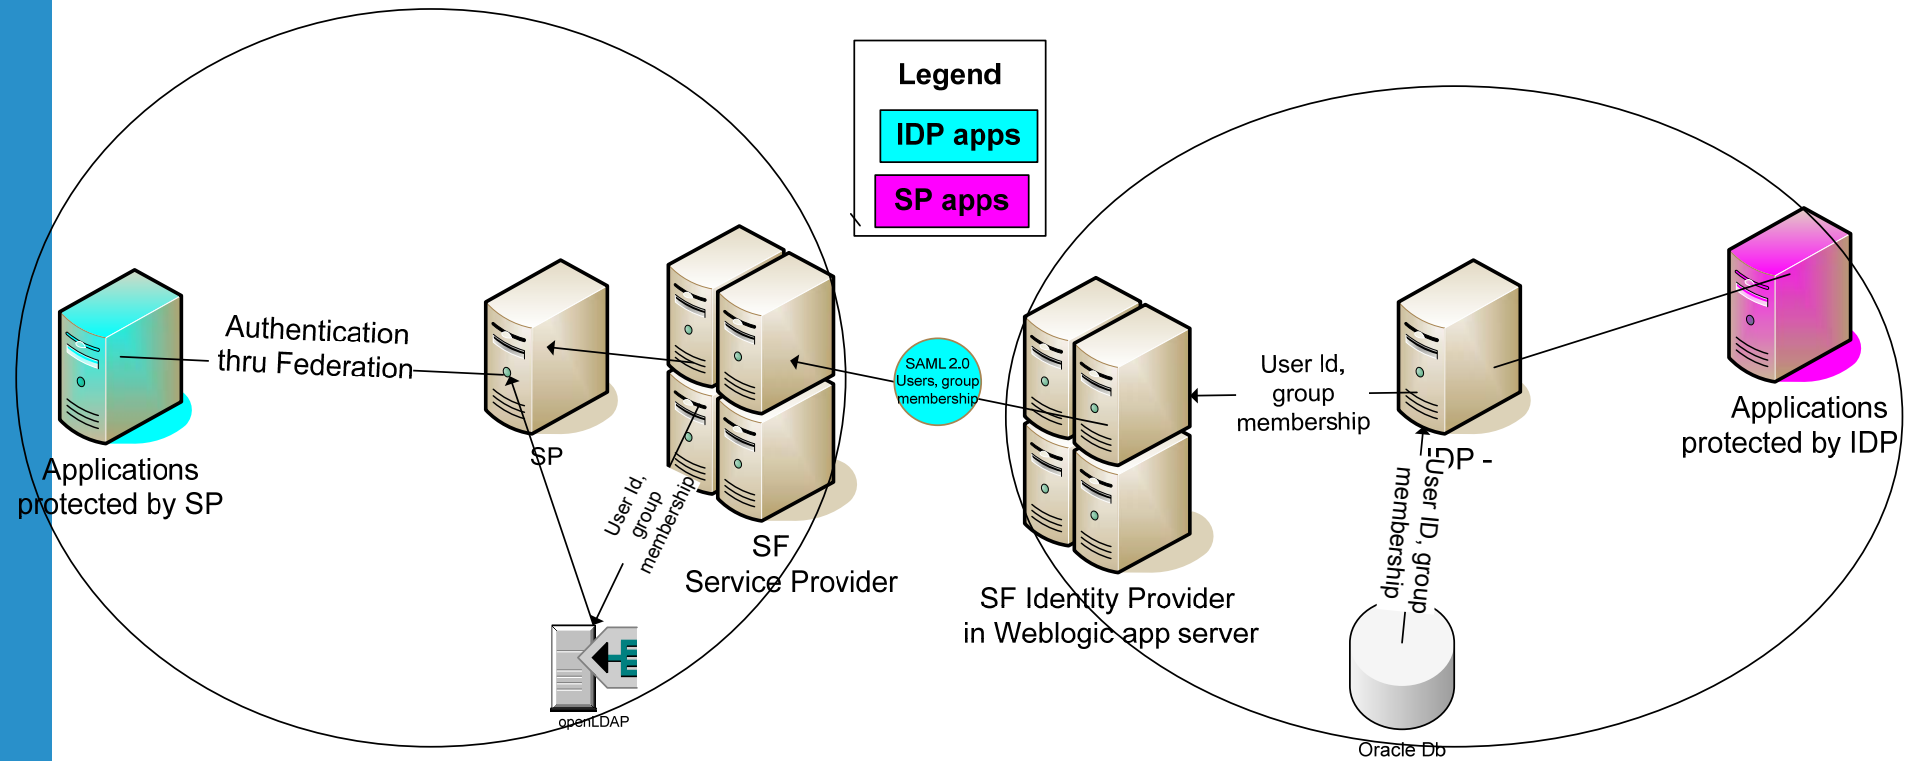 Legend
IDP apps
SP apps
Authentication
thru Federation
Applications
protected by SP
SP
User Id,
group
membership
SF
Service Provider
openLDAP
SAML 2.0
Users, group
membership
SF Identity Provider
in Weblogic app server
User Id,
group
membership
IDP -
User ID, group
membership
Oracle Db
Applications
protected by IDP